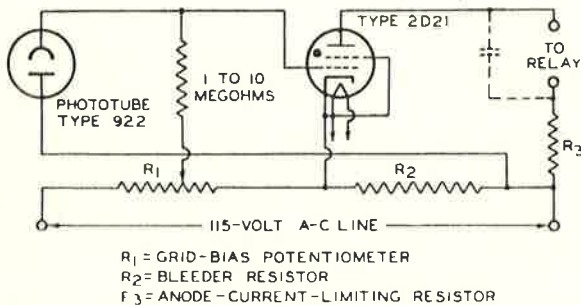 TYPE 2D21
TO
RELAY
1 TO 10
MEGOHMS
PHOTOTUBE
TYPE 922
R3
R1
R2
115-VOLT A-C LINE
R1 = GRID-BIAS POTENTIOMETER
R2 = BLEEDER RESISTOR
F3 = ANODE-CURRENT-LIMITING RESISTOR